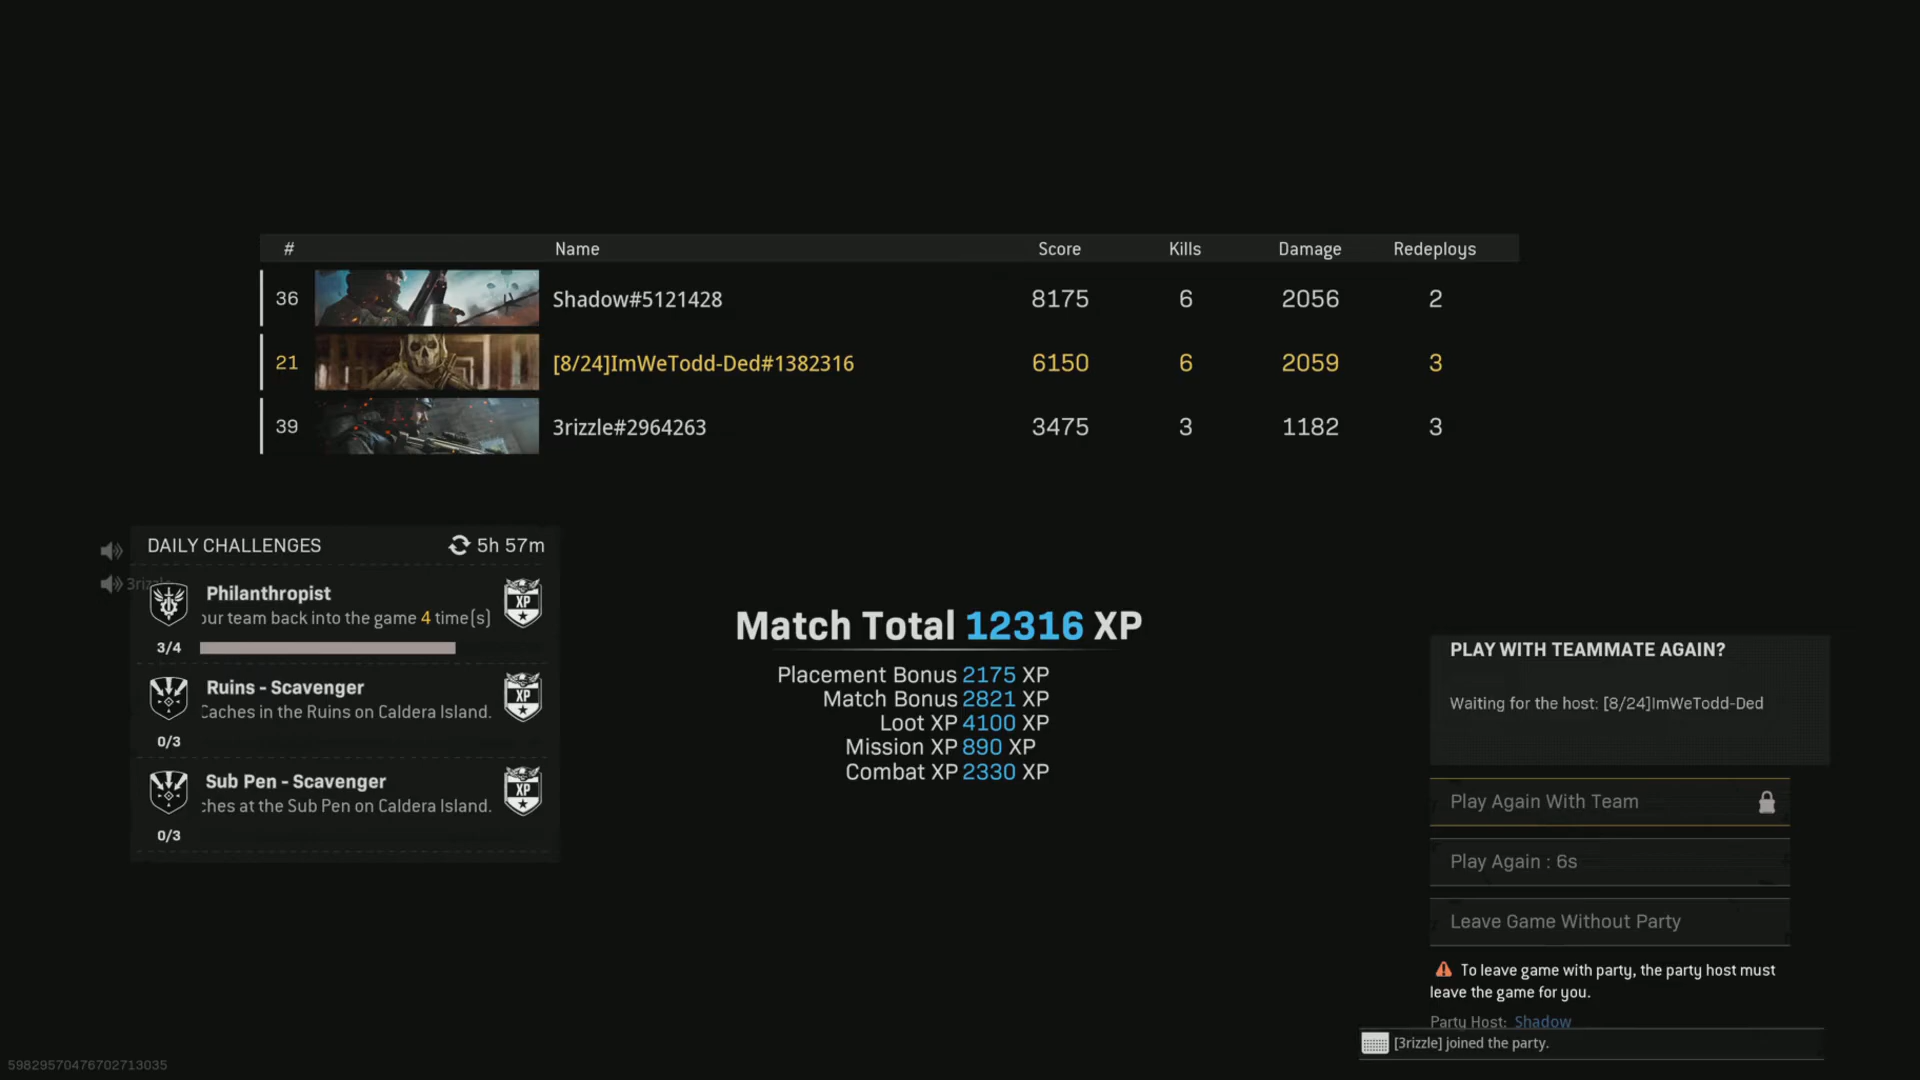 # Name Score Kills Damage Redeploys
36 Shadow#5121428 8175 6 2056 2
21 [8/24]ImWeTodd-Ded#1382316 6150 6 2059 3
39 3rizzle#2964263 3475 3 1182 3
DAILY CHALLENGES 5h 57m
3rizzle
Philanthropist
our team back into the game 4 time(s)
XP
3/4
Ruins - Scavenger
Caches in the Ruins on Caldera Island.
XP
0/3
Sub Pen - Scavenger
ches at the Sub Pen on Caldera Island.
XP
0/3
Match Total 12316 XP
Placement Bonus 2175 XP
Match Bonus 2821 XP
Loot XP 4100 XP
Mission XP 890 XP
Combat XP 2330 XP
PLAY WITH TEAMMATE AGAIN?
Waiting for the host: [8/24]ImWeTodd-Ded
Play Again With Team
Play Again : 6s
Leave Game Without Party
To leave game with party, the party host must
leave the game for you.
Party Host: Shadow
[3rizzle] joined the party.
59829570476702713035